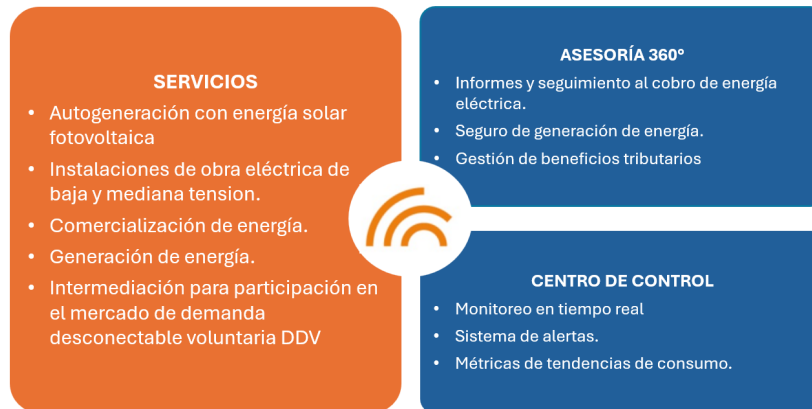 SERVICIOS
• Autogeneración con energía solar
fotovoltaica
• Instalaciones de obra eléctrica de
baja y mediana tension.
• Comercialización de energía.
• Generación de energía.
• Intermediación para participación en
el mercado de demanda
desconectable voluntaria DDV
ASESORÍA 360°
• Informes y seguimiento al cobro de energía
eléctrica.
• Seguro de generación de energía.
• Gestión de beneficios tributarios
CENTRO DE CONTROL
• Monitoreo en tiempo real
• Sistema de alertas.
• Métricas de tendencias de consumo.